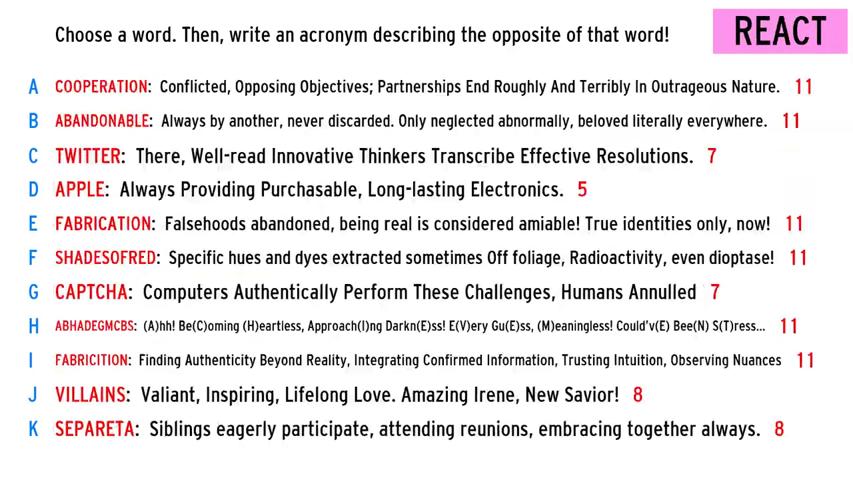 Choose a word. Then, write an acronym describing the opposite of that word!
REACT
A COOPERATION: Conflicted, Opposing Objectives; Partnerships End Roughly And Terribly In Outrageous Nature. 11
B ABANDONABLE: Always by another, never discarded. Only neglected abnormally, beloved literally everywhere. 11
C TWITTER: There, Well-read Innovative Thinkers Transcribe Effective Resolutions. 7
D APPLE: Always Providing Purchasable, Long-lasting Electronics. 5
E FABRICATION: Falsehoods abandoned, being real is considered amiable! True identities only, now! 11
F SHADESOFRED: Specific hues and dyes extracted sometimes Off foliage, Radioactivity, even dioptase! 11
G CAPTCHA: Computers Authentically Perform These Challenges, Humans Annulled 7
H ABHADEGMCBS: (A)hh! Be(C)oming (H)eartless, Approach(I)ng Darkn(E)ss! E(V)ery Gu(E)ss, (M)eaningless! Could'v(E) Bee(N) S(T)ress... 11
I FABRICITION: Finding Authenticity Beyond Reality, Integrating Confirmed Information, Trusting Intuition, Observing Nuances 11
J VILLAINS: Valiant, Inspiring, Lifelong Love. Amazing Irene, New Savior! 8
K SEPARETA: Siblings eagerly participate, attending reunions, embracing together always. 8